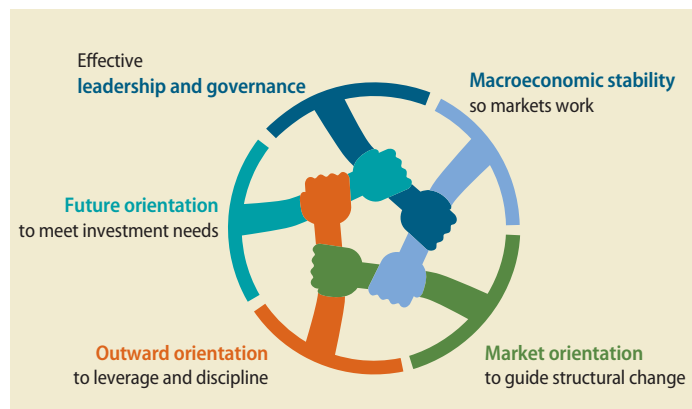 Effective
leadership and governance
Macroeconomic stability
so markets work
Future orientation
to meet investment needs
Outward orientation
to leverage and discipline
Market orientation
to guide structural change